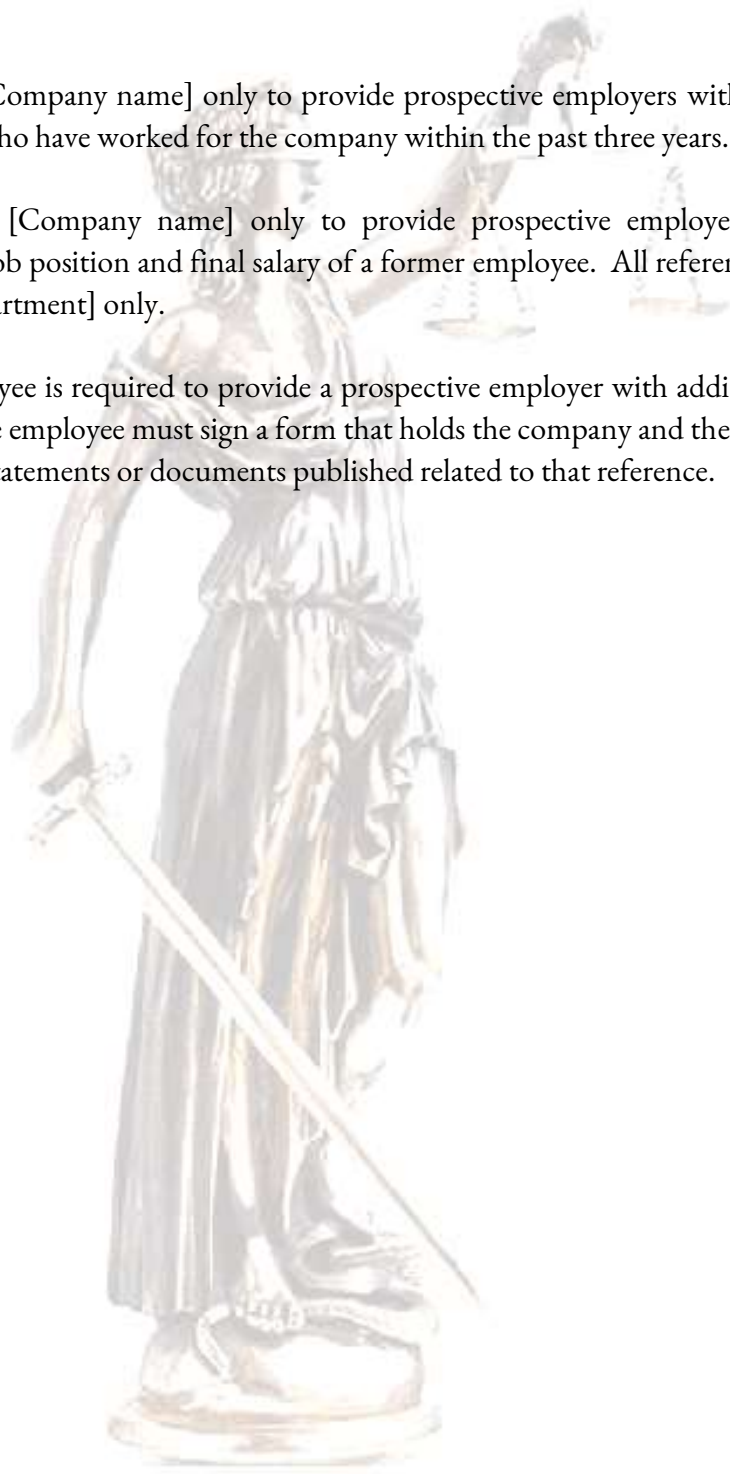 Company name] only to provide prospective employers with
ho have worked for the company within the past three years.
[Company name] only to provide prospective employe
ob position and final salary of a former employee. All referen
artment] only.
yee is required to provide a prospective employer with addi
e employee must sign a form that holds the company and the
tatements or documents published related to that reference.